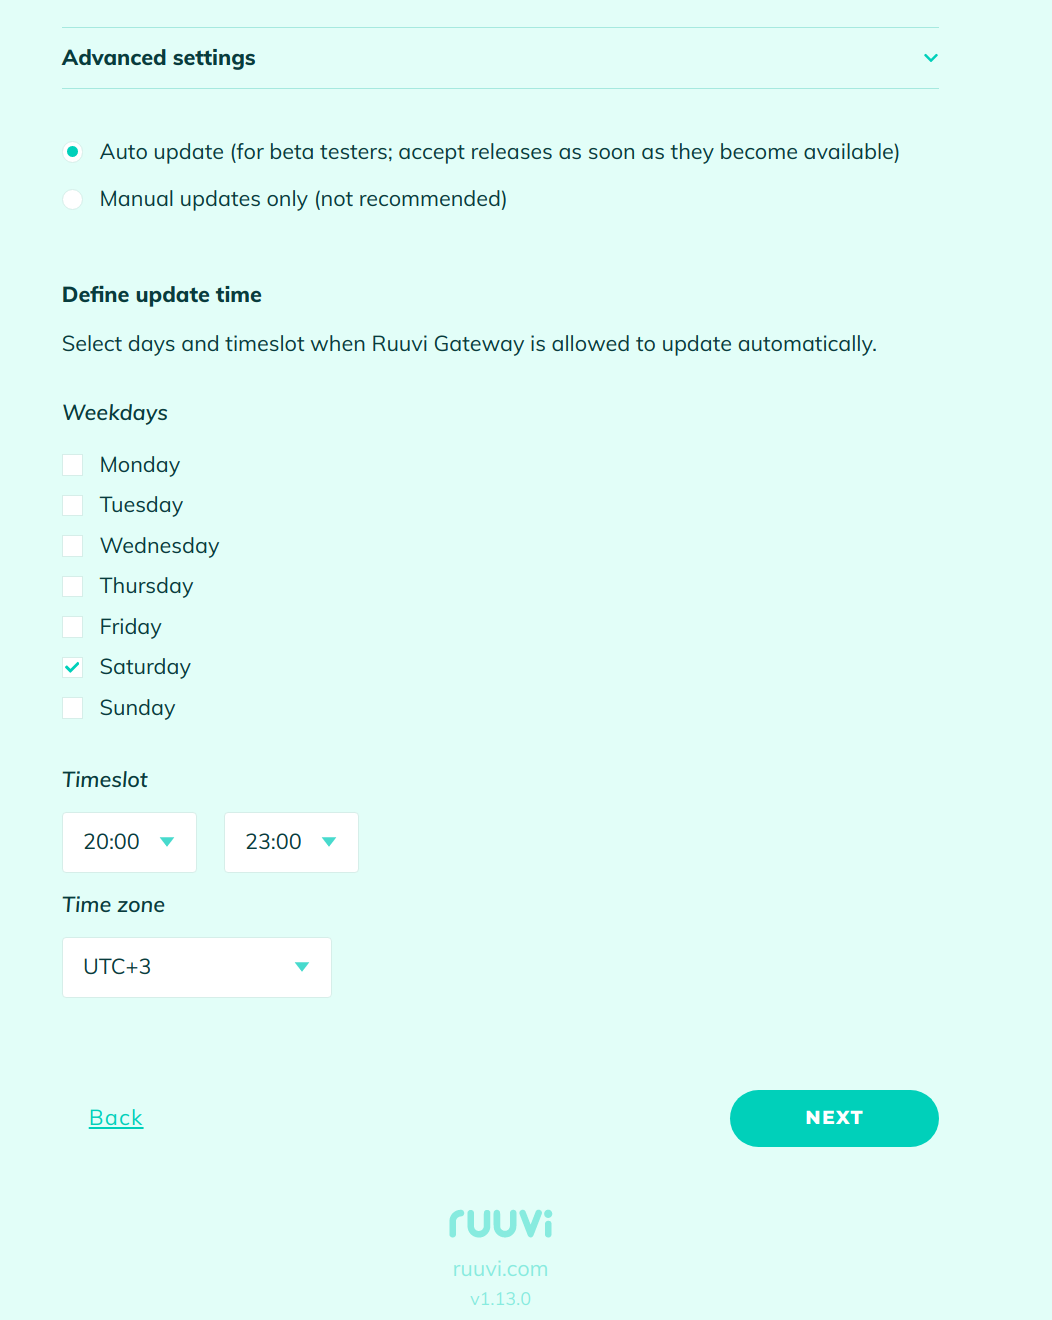 Advanced settings
Auto update (for beta testers; accept releases as soon as they become available)
Manual updates only (not recommended)
Define update time
Select days and timeslot when Ruuvi Gateway is allowed to update automatically.
Weekdays
Monday
Tuesday
Wednesday
Thursday
Friday
Saturday
Sunday
Timeslot
20:00 23:00
Time zone
UTC+3
Back NEXT
ruuvi
ruuvi.com
v1.13.0